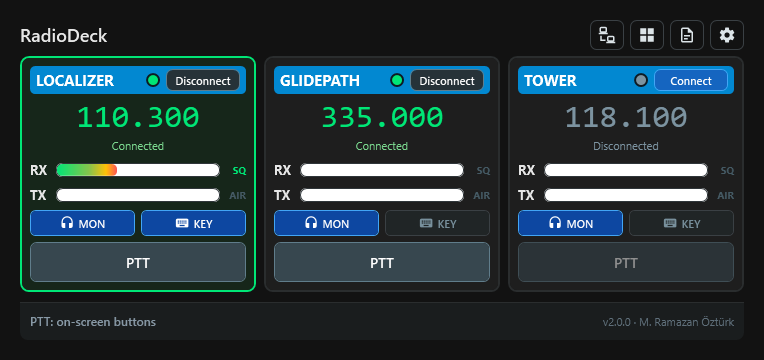 RadioDeck
LOCALIZER Disconnect
110.300
Connected
RX SQ
TX AIR
MON KEY
PTT
GLIDEPATH Disconnect
335.000
Connected
RX SQ
TX AIR
MON KEY
PTT
TOWER Connect
118.100
Disconnected
RX SQ
TX AIR
MON KEY
PTT
PTT: on-screen buttons
v2.0.0 · M. Ramazan Öztürk